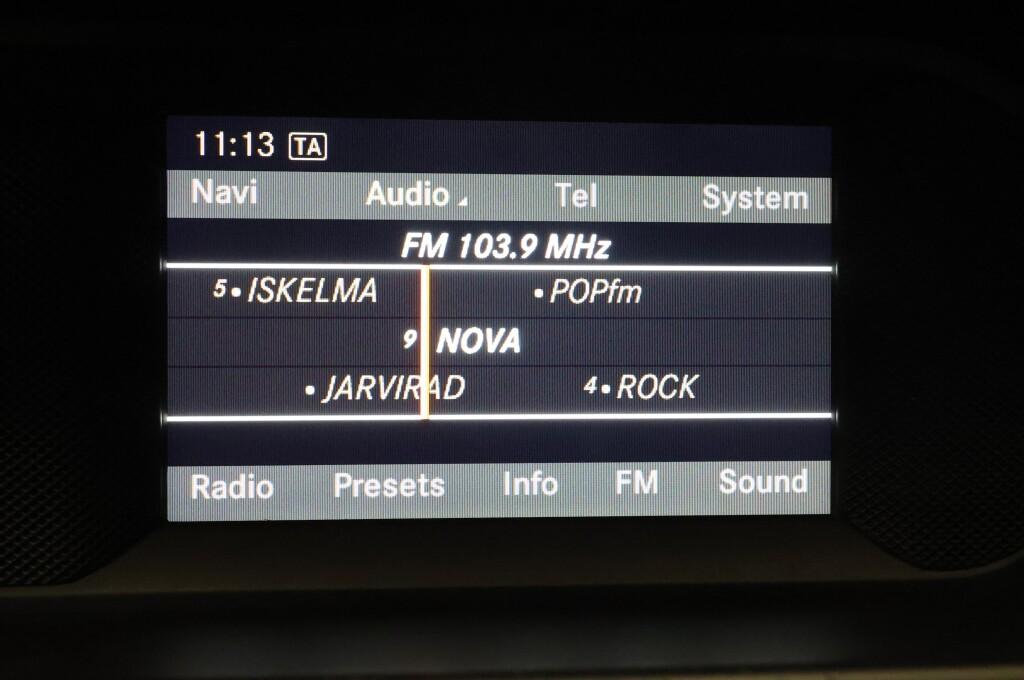 11:13 TA
Navi Audio Tel System
FM 103.9 MHz
5•ISKELMA •POPfm
9 NOVA
•JARVIRAD 4•ROCK
Radio Presets Info FM Sound